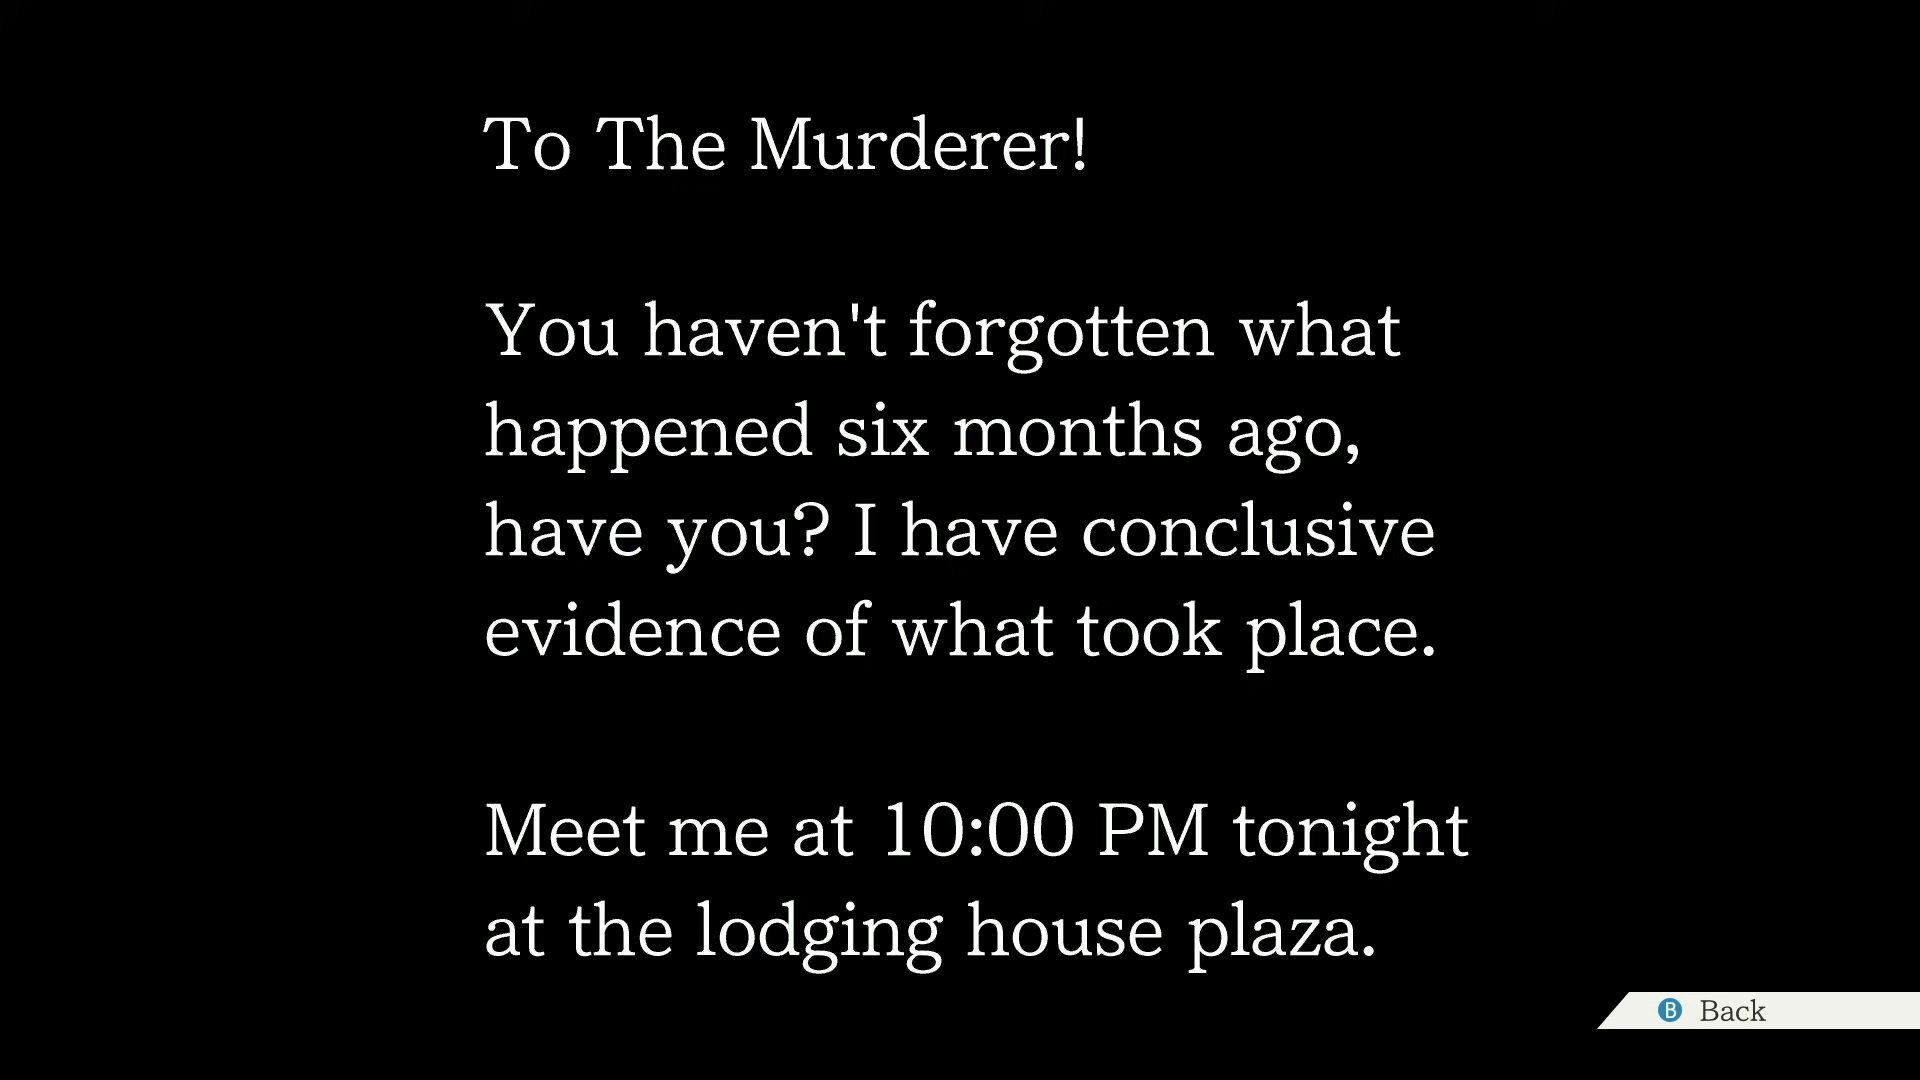 To The Murderer!
You haven't forgotten what
happened six months ago,
have you? I have conclusive
evidence of what took place.
Meet me at 10:00 PM tonight
at the lodging house plaza.
B Back